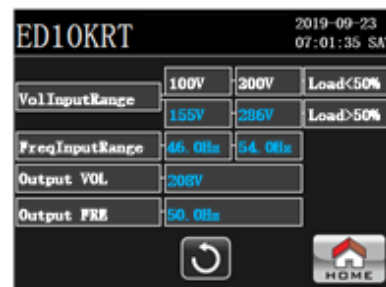 ED10KRT
2019-09-23
07:01:35 SA
100V 300V Load<50%
VolInputRange
155V 286V Load>50%
FreqInputRange 46.0Hz 54.0Hz
Output VOL 208V
Output FRE 50.0Hz
HOME